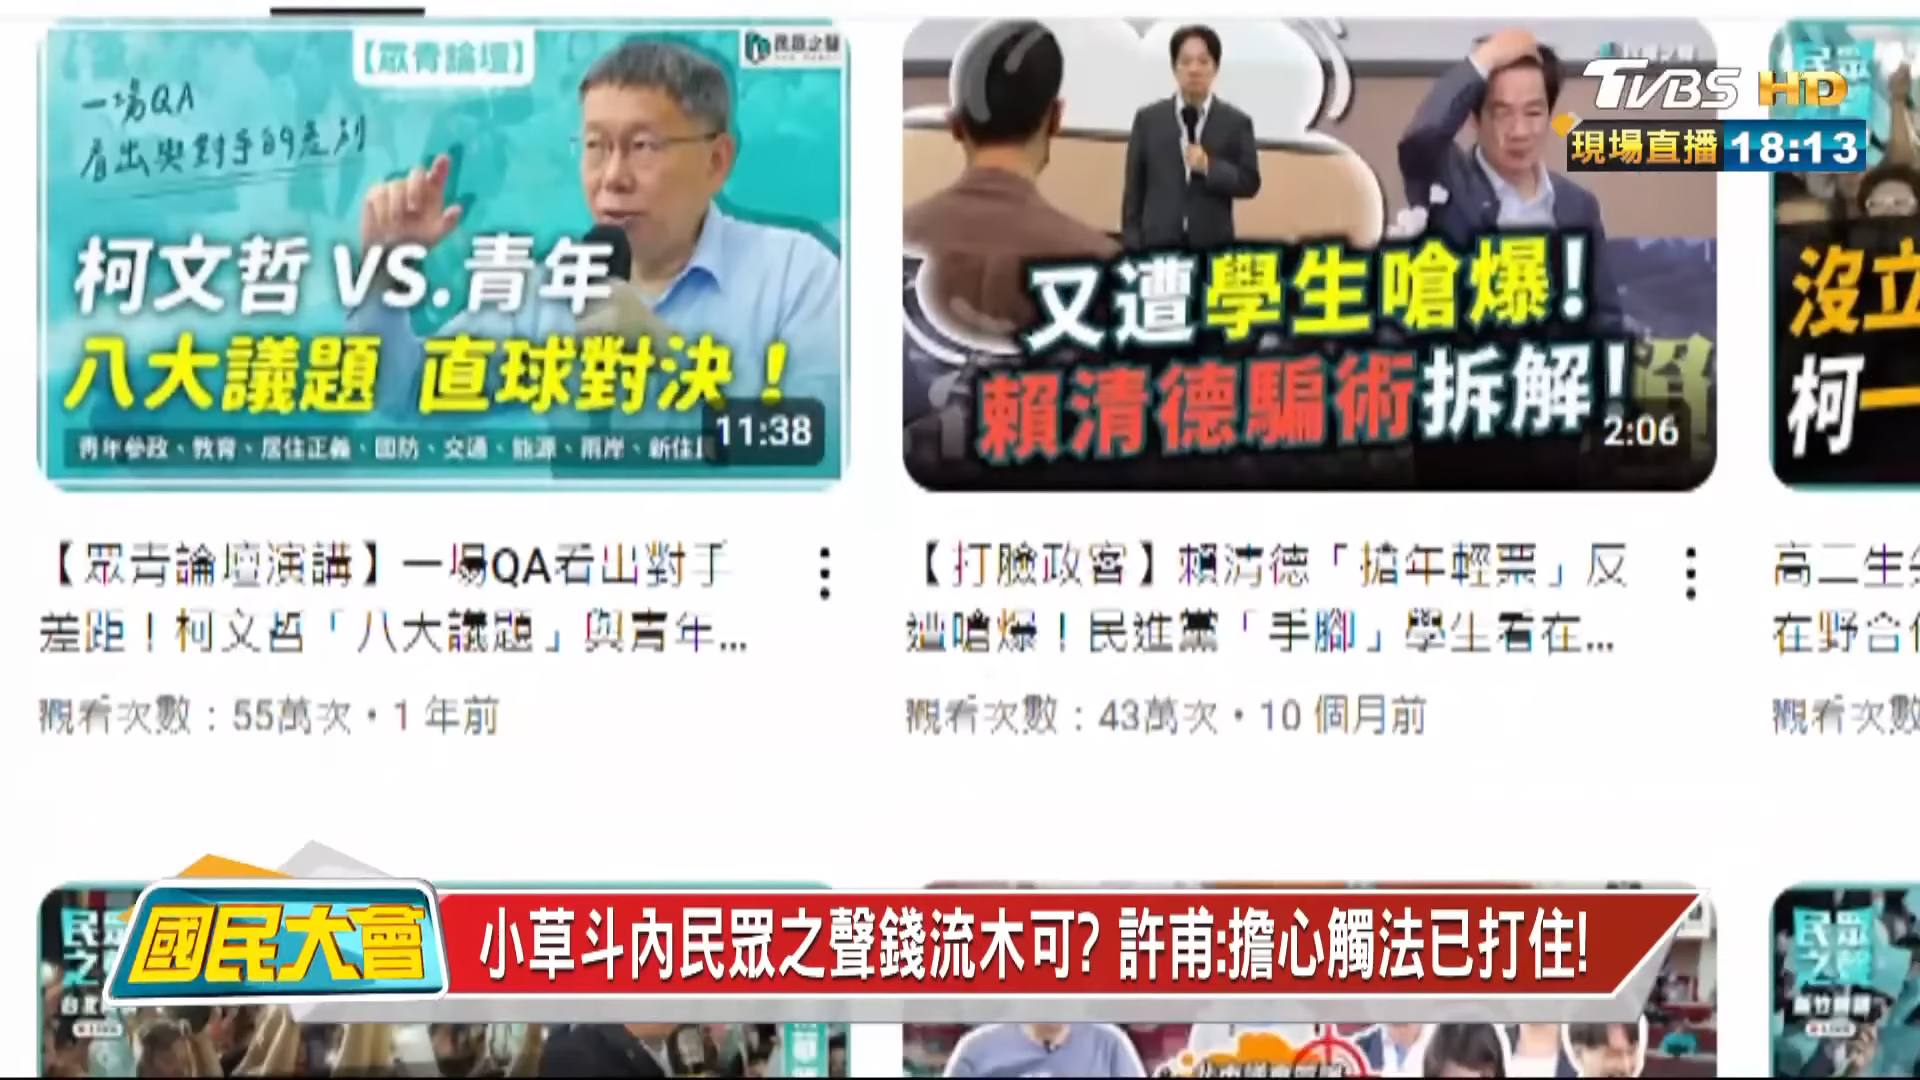 【眾青論壇】
民眾之聲
一場QA
看出與對手的差別
柯文哲 VS.青年
八大議題 直球對決！
青年參政、教育、居住正義、國防、交通、能源、兩岸、新住民
11:38
又遭學生嗆爆！
賴清德騙術拆解！
2:06
TVBS HD
現場直播 18:13
沒立
柯一
【眾青論壇演講】一場QA看出對手
差距！柯文哲「八大議題」與青年...
觀看次數：55萬次・1 年前
【打臉政客】賴清德「搶年輕票」反
遭嗆爆！民進黨「手腳」學生看在...
觀看次數：43萬次・10 個月前
高二生
在野合
觀看次數
國民大會
小草斗內民眾之聲錢流木可? 許甫:擔心觸法已打住!
民眾
之聲